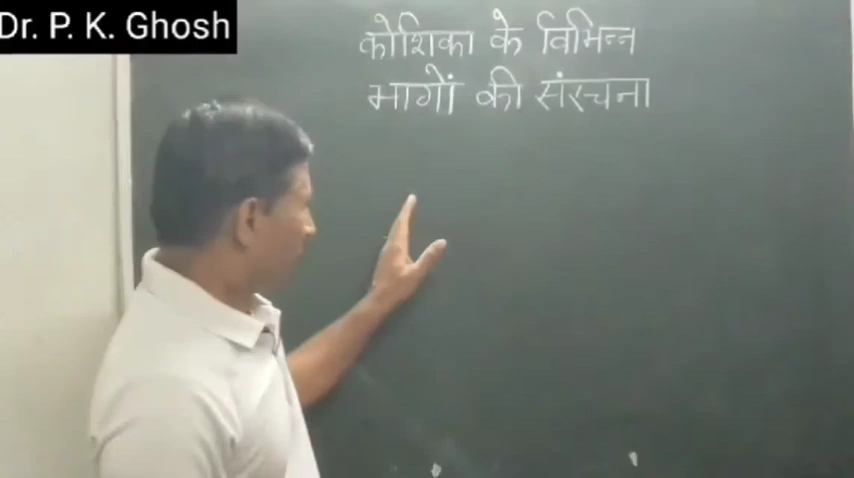 Dr. P. K. Ghosh
कोशिका के विभिन्न
भागों की संरचना